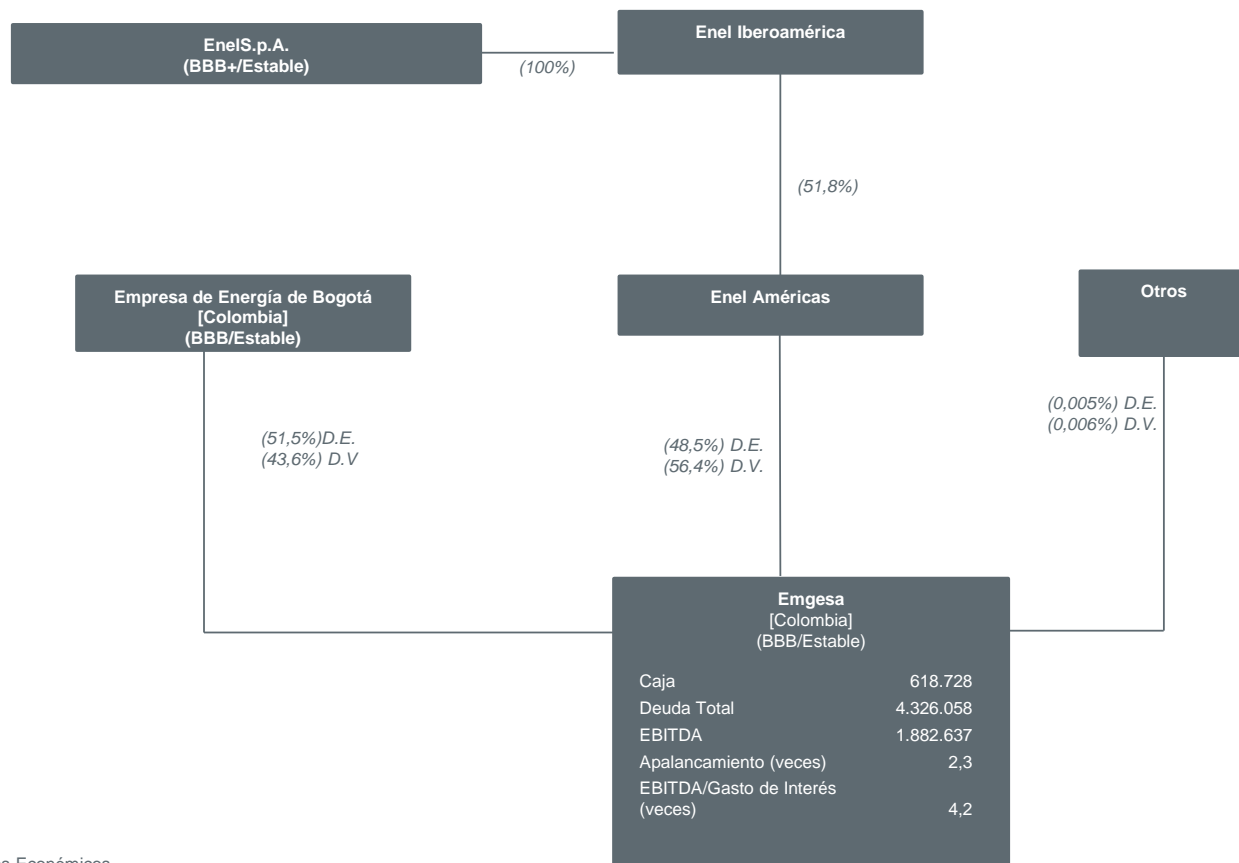 EnelS.p.A.
(BBB+/Estable)
(100%)
Enel Iberoamérica
(51,8%)
Empresa de Energía de Bogotá
[Colombia]
(BBB/Estable)
Enel Américas
Otros
(51,5%)D.E.
(43,6%) D.V
(48,5%) D.E.
(56,4%) D.V.
(0,005%) D.E.
(0,006%) D.V.
Emgesa
[Colombia]
(BBB/Estable)
Caja 618.728
Deuda Total 4.326.058
EBITDA 1.882.637
Apalancamiento (veces) 2,3
EBITDA/Gasto de Interés
(veces) 4,2